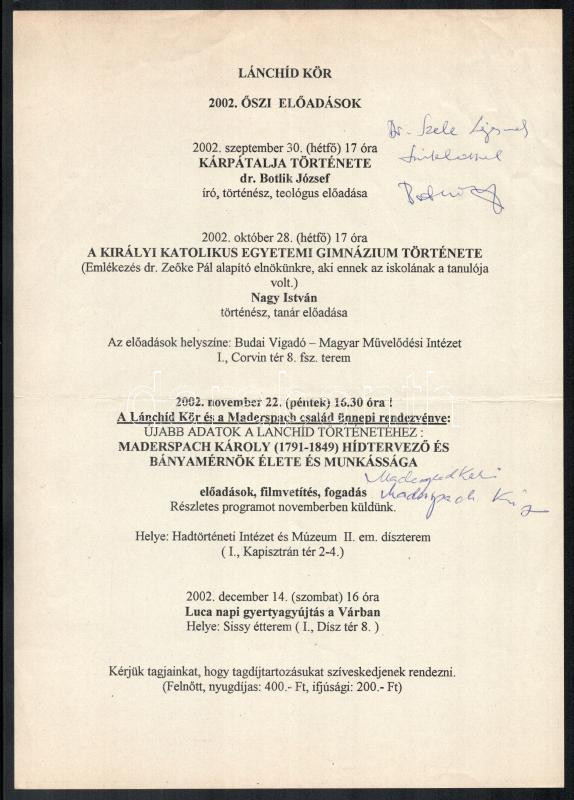 LÁNCHÍD KÖR
2002. ŐSZI ELŐADÁSOK
Dr. Szele
2002. szeptember 30. (hétfő) 17 óra
KÁRPÁTALJA TÖRTÉNETE
dr. Botlik József
író, történész, teológus előadása
2002. október 28. (hétfő) 17 óra
A KIRÁLYI KATOLIKUS EGYETEMI GIMNÁZIUM TÖRTÉNETE
(Emlékezés dr. Zeőke Pál alapító elnökünkre, aki ennek az iskolának a tanulója
volt.)
Nagy István
történész, tanár előadása
Az előadások helyszíne: Budai Vigadó – Magyar Művelődési Intézet
I., Corvin tér 8. fsz. terem
2002. november 22. (péntek) 16.30 óra !
A Lánchíd Kör és a Maderspach család ünnepi rendezvénye:
ÚJABB ADATOK A LÁNCHÍD TÖRTÉNETÉHEZ :
MADERSPACH KÁROLY (1791-1849) HÍDTERVEZŐ ÉS
BÁNYAMÉRNÖK ÉLETE ÉS MUNKÁSSÁGA
előadások, filmvetítés, fogadás
Maderspach
Részletes programot novemberben küldünk.
Helye: Hadtörténeti Intézet és Múzeum II. em. díszterem
( I., Kapisztrán tér 2-4.)
2002. december 14. (szombat) 16 óra
Luca napi gyertyagyújtás a Várban
Helye: Sissy étterem ( I., Dísz tér 8. )
Kérjük tagjainkat, hogy tagdíjtartozásukat szíveskedjenek rendezni.
(Felnőtt, nyugdíjas: 400.- Ft, ifjúsági: 200.- Ft)